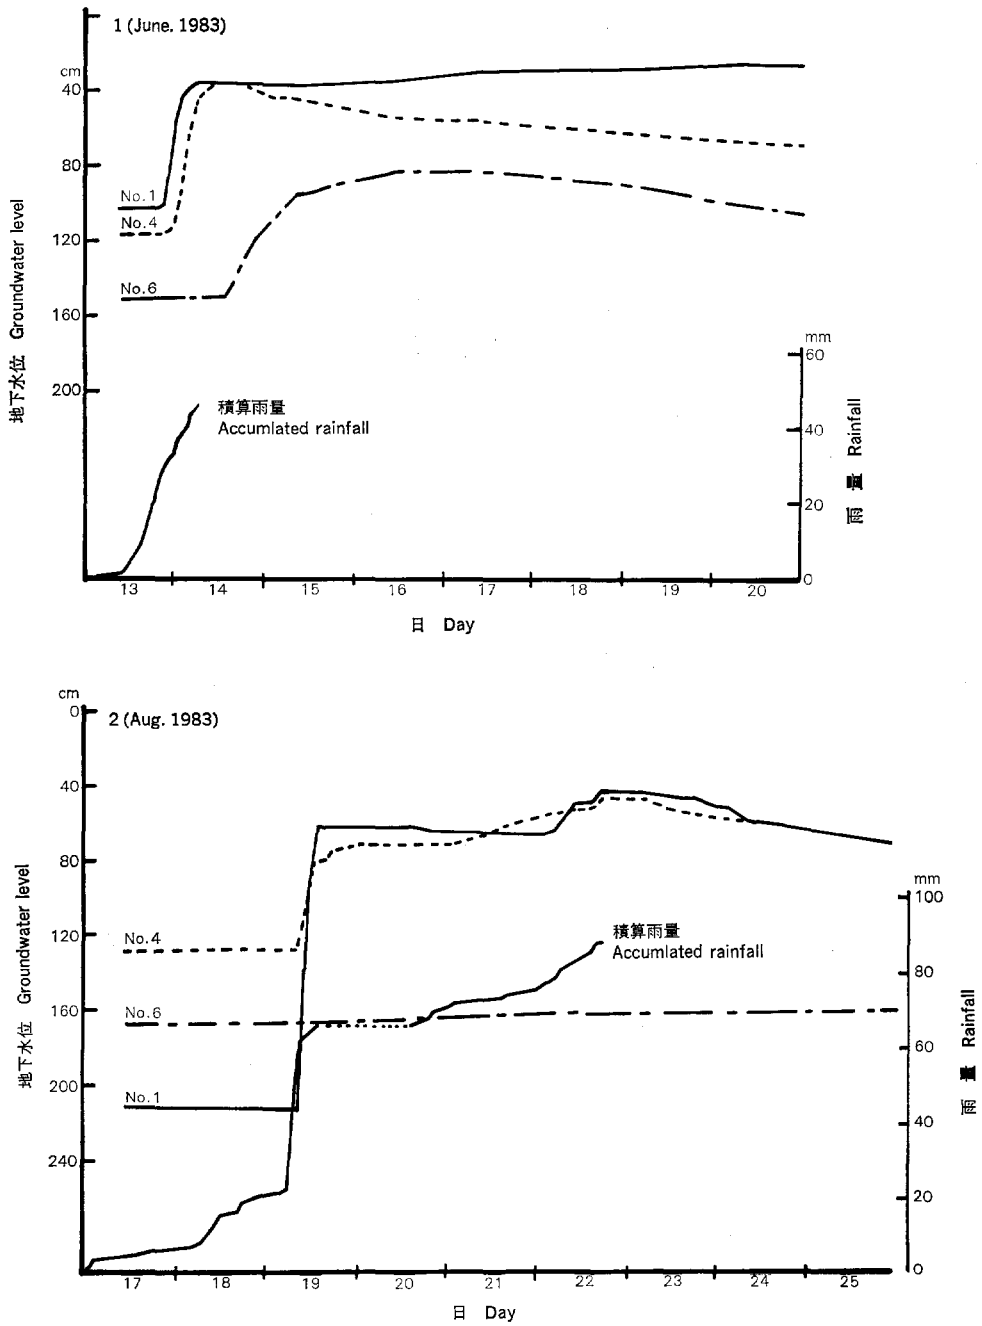 1 (June. 1983)
cm
40
80
120
160
200
地下水位 Groundwater level
No.1
No.4
No.6
積算雨量
Accumlated rainfall
mm
60
40
20
0
雨量 Rainfall
13 14 15 16 17 18 19 20
日 Day
cm
0
2 (Aug. 1983)
40
80
120
160
200
240
地下水位 Groundwater level
No.4
No.6
No.1
積算雨量
Accumlated rainfall
mm
100
80
60
40
20
0
雨量 Rainfall
17 18 19 20 21 22 23 24 25
日 Day